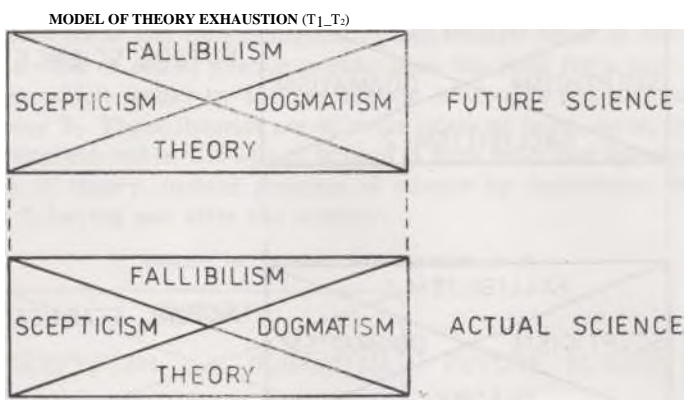 MODEL OF THEORY EXHAUSTION (T1_T2)
FALLIBILISM
SCEPTICISM DOGMATISM FUTURE SCIENCE
THEORY
FALLIBILISM
SCEPTICISM DOGMATISM ACTUAL SCIENCE
THEORY